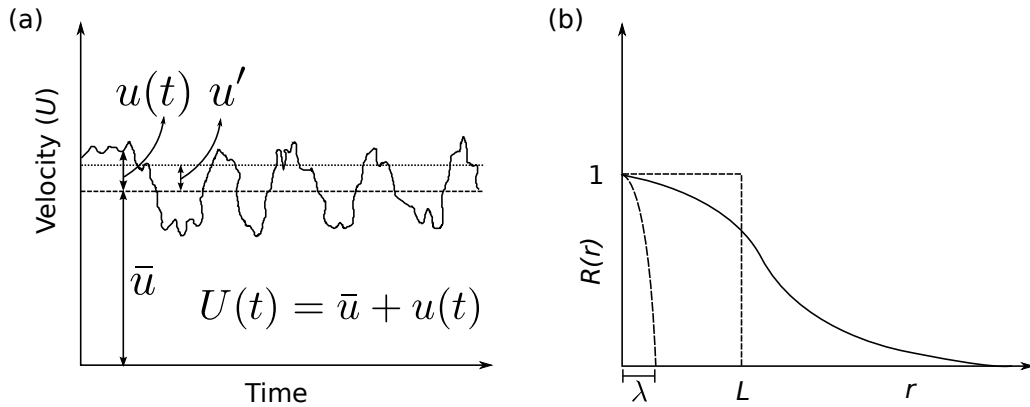 (a)
Velocity (U)
u(t) u′
ū
U(t) = ū + u(t)
Time
(b)
1
R(r)
λ
L
r